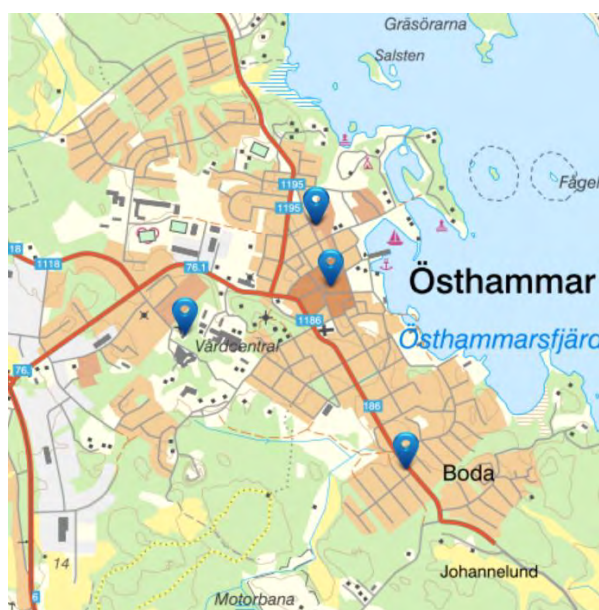 Gräsörarna
Salsten
1195
1195
Fågel
18
1118
76.1
Östhammar
1186
Vårdcentral
Östhammarsfjärd
76.
186
Boda
14
Johannelund
6
Motorbana